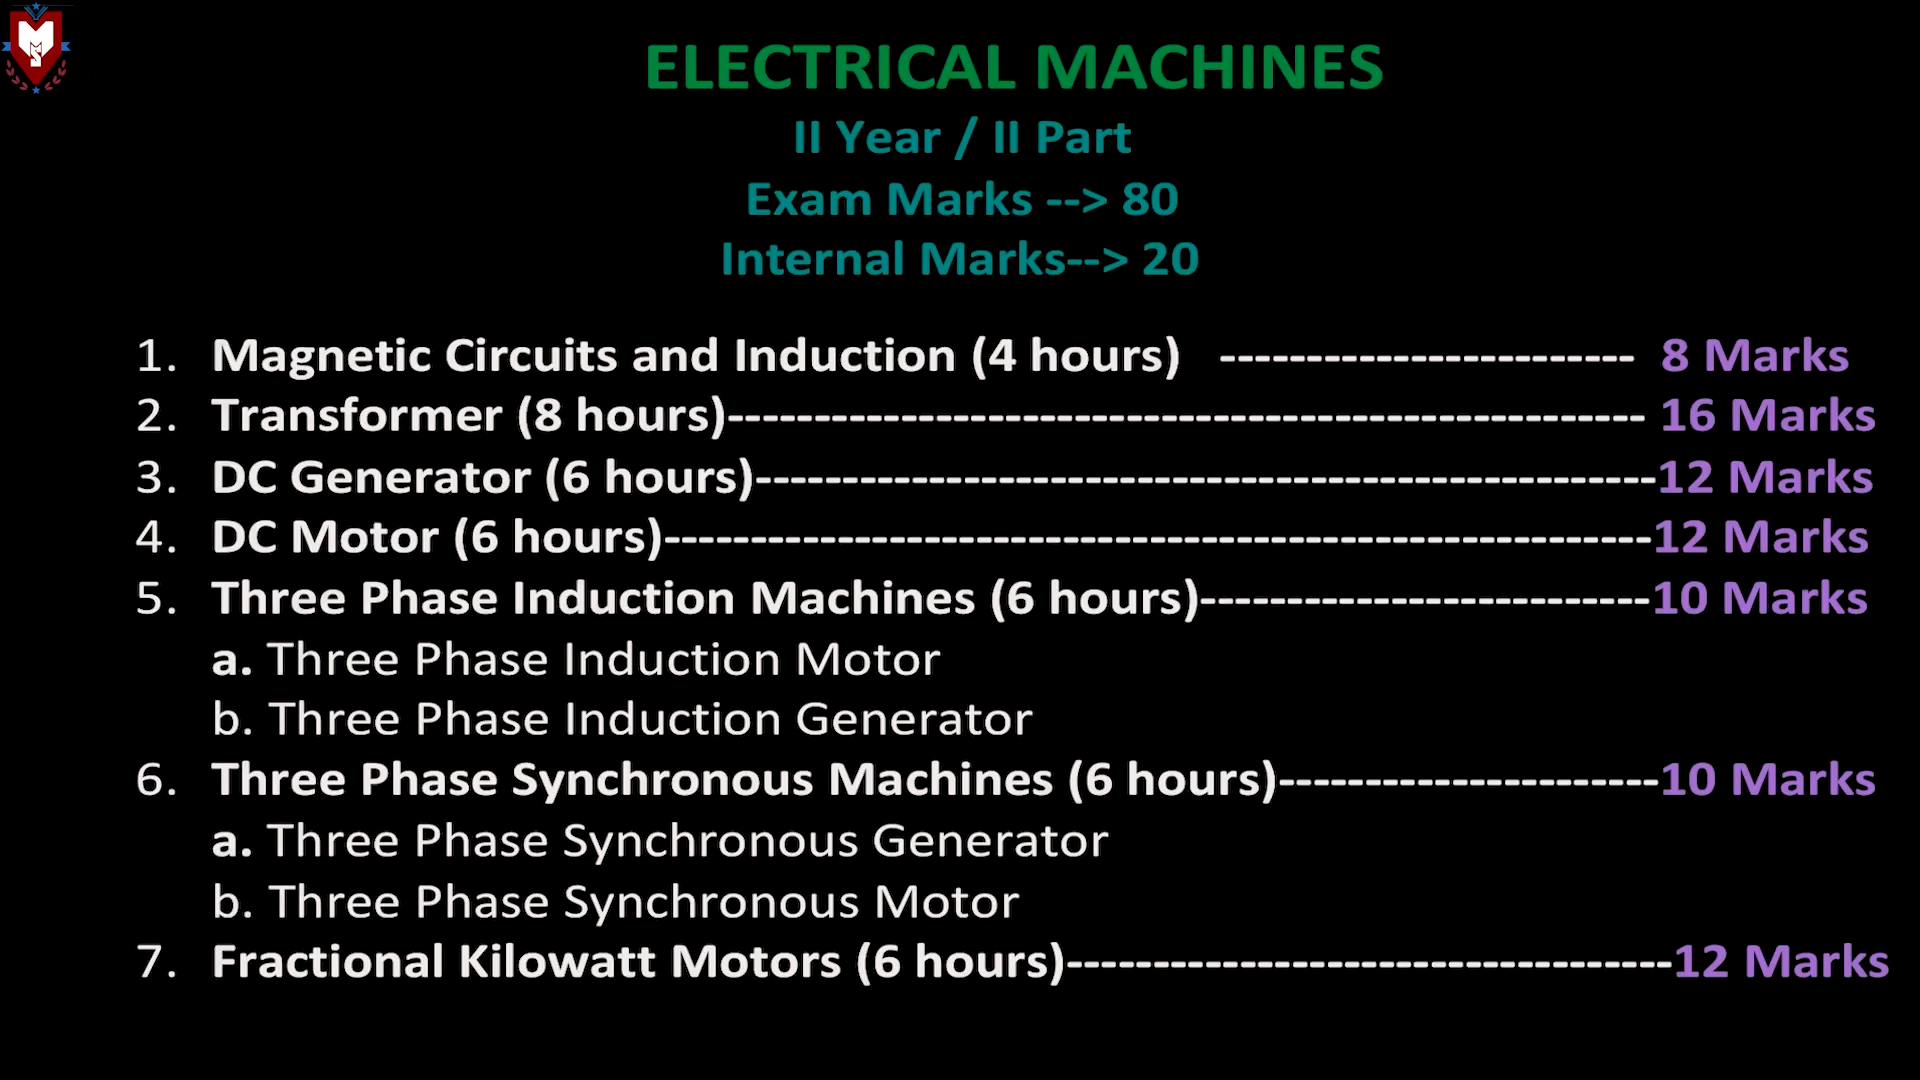 ELECTRICAL MACHINES
II Year / II Part
Exam Marks --> 80
Internal Marks--> 20
1. Magnetic Circuits and Induction (4 hours) ------------------------ 8 Marks
2. Transformer (8 hours)----------------------------------------------------- 16 Marks
3. DC Generator (6 hours)----------------------------------------------------12 Marks
4. DC Motor (6 hours)---------------------------------------------------------12 Marks
5. Three Phase Induction Machines (6 hours)--------------------------10 Marks
a. Three Phase Induction Motor
b. Three Phase Induction Generator
6. Three Phase Synchronous Machines (6 hours)----------------------10 Marks
a. Three Phase Synchronous Generator
b. Three Phase Synchronous Motor
7. Fractional Kilowatt Motors (6 hours)-----------------------------------12 Marks